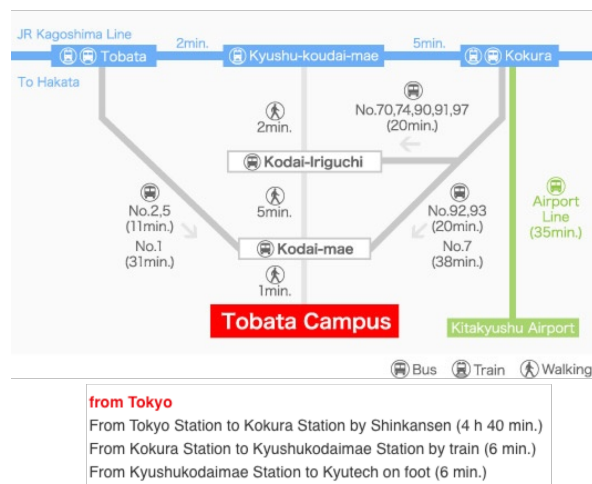 JR Kagoshima Line
2min.
5min.
Tobata
Kyushu-koudai-mae
Kokura
To Hakata
2min.
No.70,74,90,91,97
(20min.)
Kodai-Iriguchi
No.2,5
(11min.)
No.1
(31min.)
5min.
No.92,93
(20min.)
No.7
(38min.)
Airport
Line
(35min.)
Kodai-mae
1min.
Tobata Campus
Kitakyushu Airport
Bus Train Walking
from Tokyo
From Tokyo Station to Kokura Station by Shinkansen (4 h 40 min.)
From Kokura Station to Kyushukodaimae Station by train (6 min.)
From Kyushukodaimae Station to Kyutech on foot (6 min.)